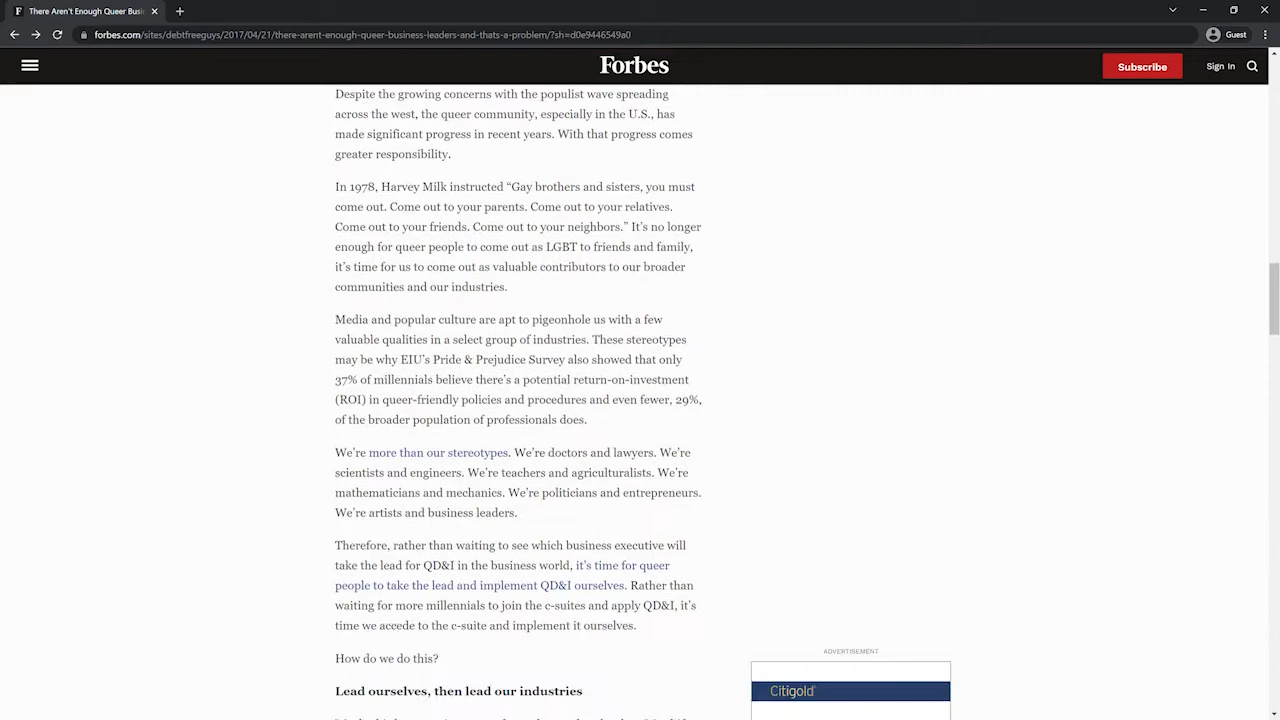 There Aren't Enough Queer Busi
forbes.com/sites/debtfreeguys/2017/04/21/there-arent-enough-queer-business-leaders-and-thats-a-problem/?sh=d0e9446549a0
Guest
Forbes
Subscribe
Sign In
Despite the growing concerns with the populist wave spreading
across the west, the queer community, especially in the U.S., has
made significant progress in recent years. With that progress comes
greater responsibility.
In 1978, Harvey Milk instructed “Gay brothers and sisters, you must
come out. Come out to your parents. Come out to your relatives.
Come out to your friends. Come out to your neighbors.” It’s no longer
enough for queer people to come out as LGBT to friends and family,
it’s time for us to come out as valuable contributors to our broader
communities and our industries.
Media and popular culture are apt to pigeonhole us with a few
valuable qualities in a select group of industries. These stereotypes
may be why EIU’s Pride & Prejudice Survey also showed that only
37% of millennials believe there’s a potential return-on-investment
(ROI) in queer-friendly policies and procedures and even fewer, 29%,
of the broader population of professionals does.
We’re more than our stereotypes. We’re doctors and lawyers. We’re
scientists and engineers. We’re teachers and agriculturalists. We’re
mathematicians and mechanics. We’re politicians and entrepreneurs.
We’re artists and business leaders.
Therefore, rather than waiting to see which business executive will
take the lead for QD&I in the business world, it’s time for queer
people to take the lead and implement QD&I ourselves. Rather than
waiting for more millennials to join the c-suites and apply QD&I, it’s
time we accede to the c-suite and implement it ourselves.
How do we do this?
Lead ourselves, then lead our industries
ADVERTISEMENT
Citigold